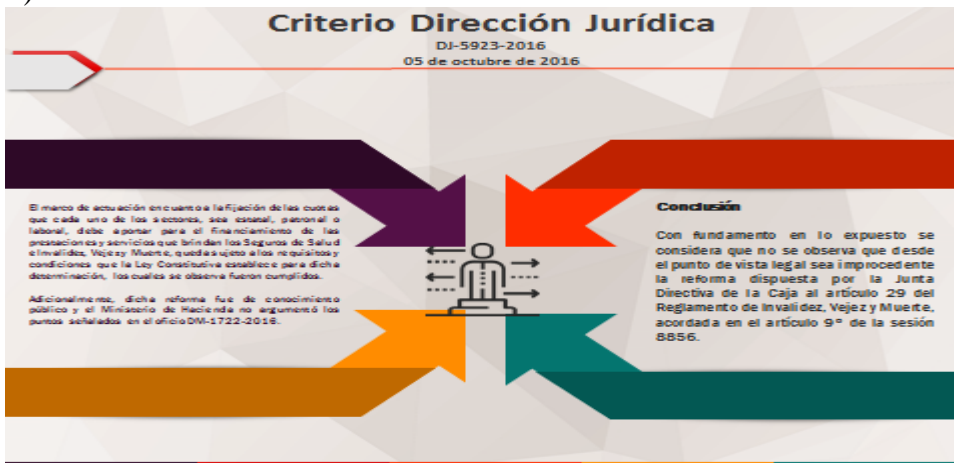 Criterio Dirección Jurídica
DJ-5923-2016
05 de octubre de 2016
El marco de actuación en cuanto a la fijación de las cuotas
que cada uno de los sectores, sea estatal, patronal o
laboral, debe aportar para el financiamiento de las
prestaciones y servicios que brindan los Seguros de Salud
e Invalidez, Vejez y Muerte, queda sujeto a los requisitos y
condiciones que la Ley Constitutiva establece para dicha
determinación, los cuales se observa fueron cumplidos.
Adicionalmente, dicha reforma fue de conocimiento
público y el Ministerio de Hacienda no argumentó los
puntos señalados en el oficio DM-1722-2016.
Conclusión
Con fundamento en lo expuesto se
considera que no se observa que desde
el punto de vista legal sea improcedente
la reforma dispuesta por la Junta
Directiva de la Caja al artículo 29 del
Reglamento de Invalidez, Vejez y Muerte,
acordada en el artículo 9° de la sesión
8856.